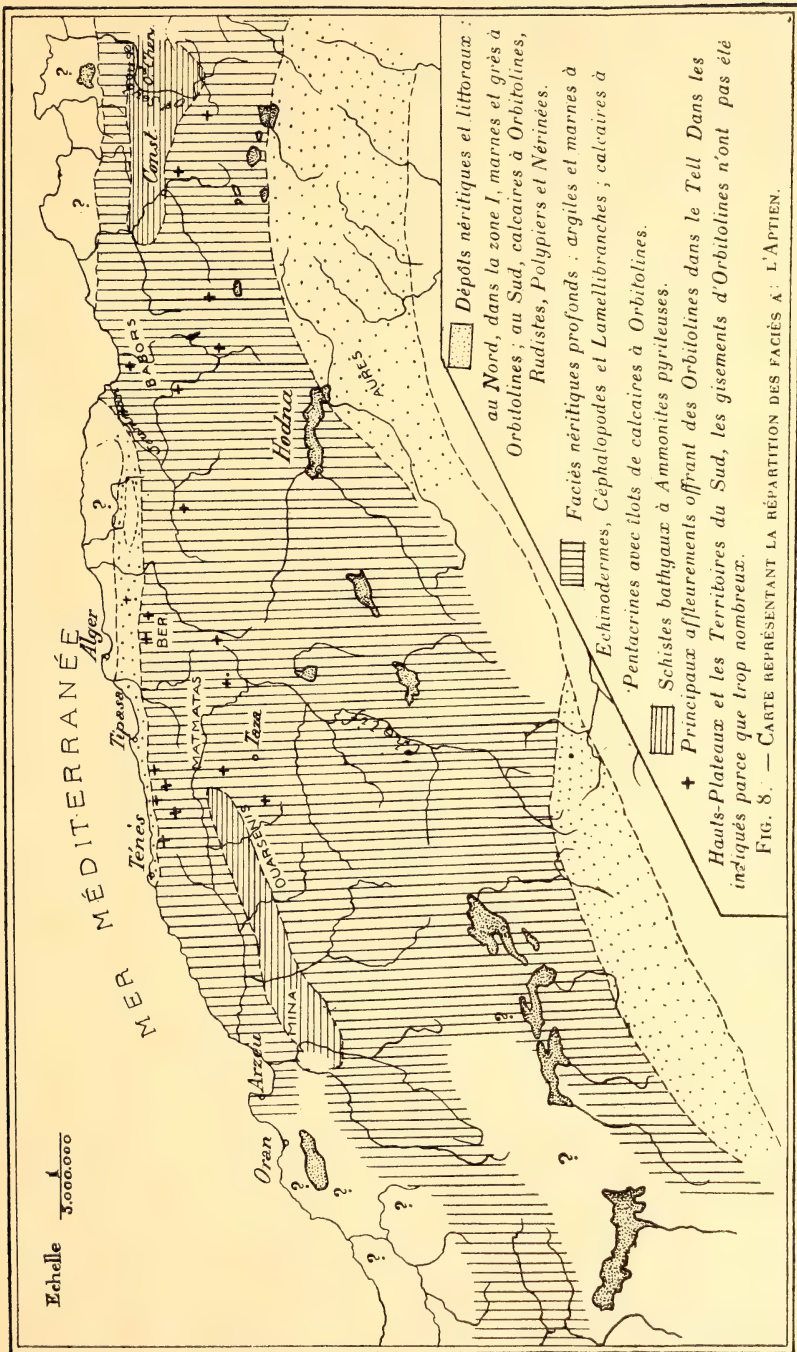 Echelle 1/5.000.000
MER MÉDITERRANÉE
Oran
Arzeu
Ténès
Tipasa
Alger
MINA
OUARSENIS
MATMATAS
Taza
BER.
BABORS
Hodna
AURÈS
Const.
?
?
?
?
?
?
?
?
?
Dépôts néritiques et littoraux :
au Nord, dans la zone I, marnes et grès à
Orbitolines ; au Sud, calcaires à Orbitolines,
Rudistes, Polypiers et Nérinées.
Faciès néritiques profonds : argiles et marnes à
Echinodermes, Céphalopodes et Lamellibranches ; calcaires à
Pentacrines avec îlots de calcaires à Orbitolines.
Schistes bathyaux à Ammonites pyriteuses.
+ Principaux affleurements offrant des Orbitolines dans le Tell Dans les
Hauts-Plateaux et les Territoires du Sud, les gisements d'Orbitolines n'ont pas été
indiqués parce que trop nombreux.
FIG. 8. — CARTE REPRÉSENTANT LA RÉPARTITION DES FACIÈS A : L'APTIEN.